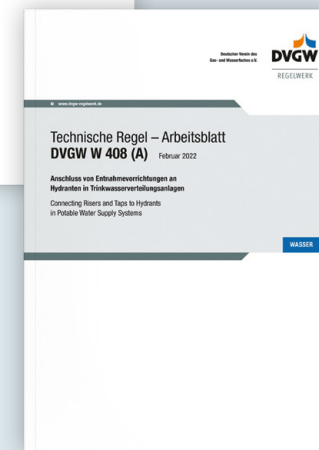 Deutscher Verein des
Gas- und Wasserfaches e.V.
DVGW
REGELWERK
www.dvgw-regelwerk.de
Technische Regel – Arbeitsblatt
DVGW W 408 (A) Februar 2022
Anschluss von Entnahmevorrichtungen an
Hydranten in Trinkwasserverteilungsanlagen
Connecting Risers and Taps to Hydrants
in Potable Water Supply Systems
WASSER